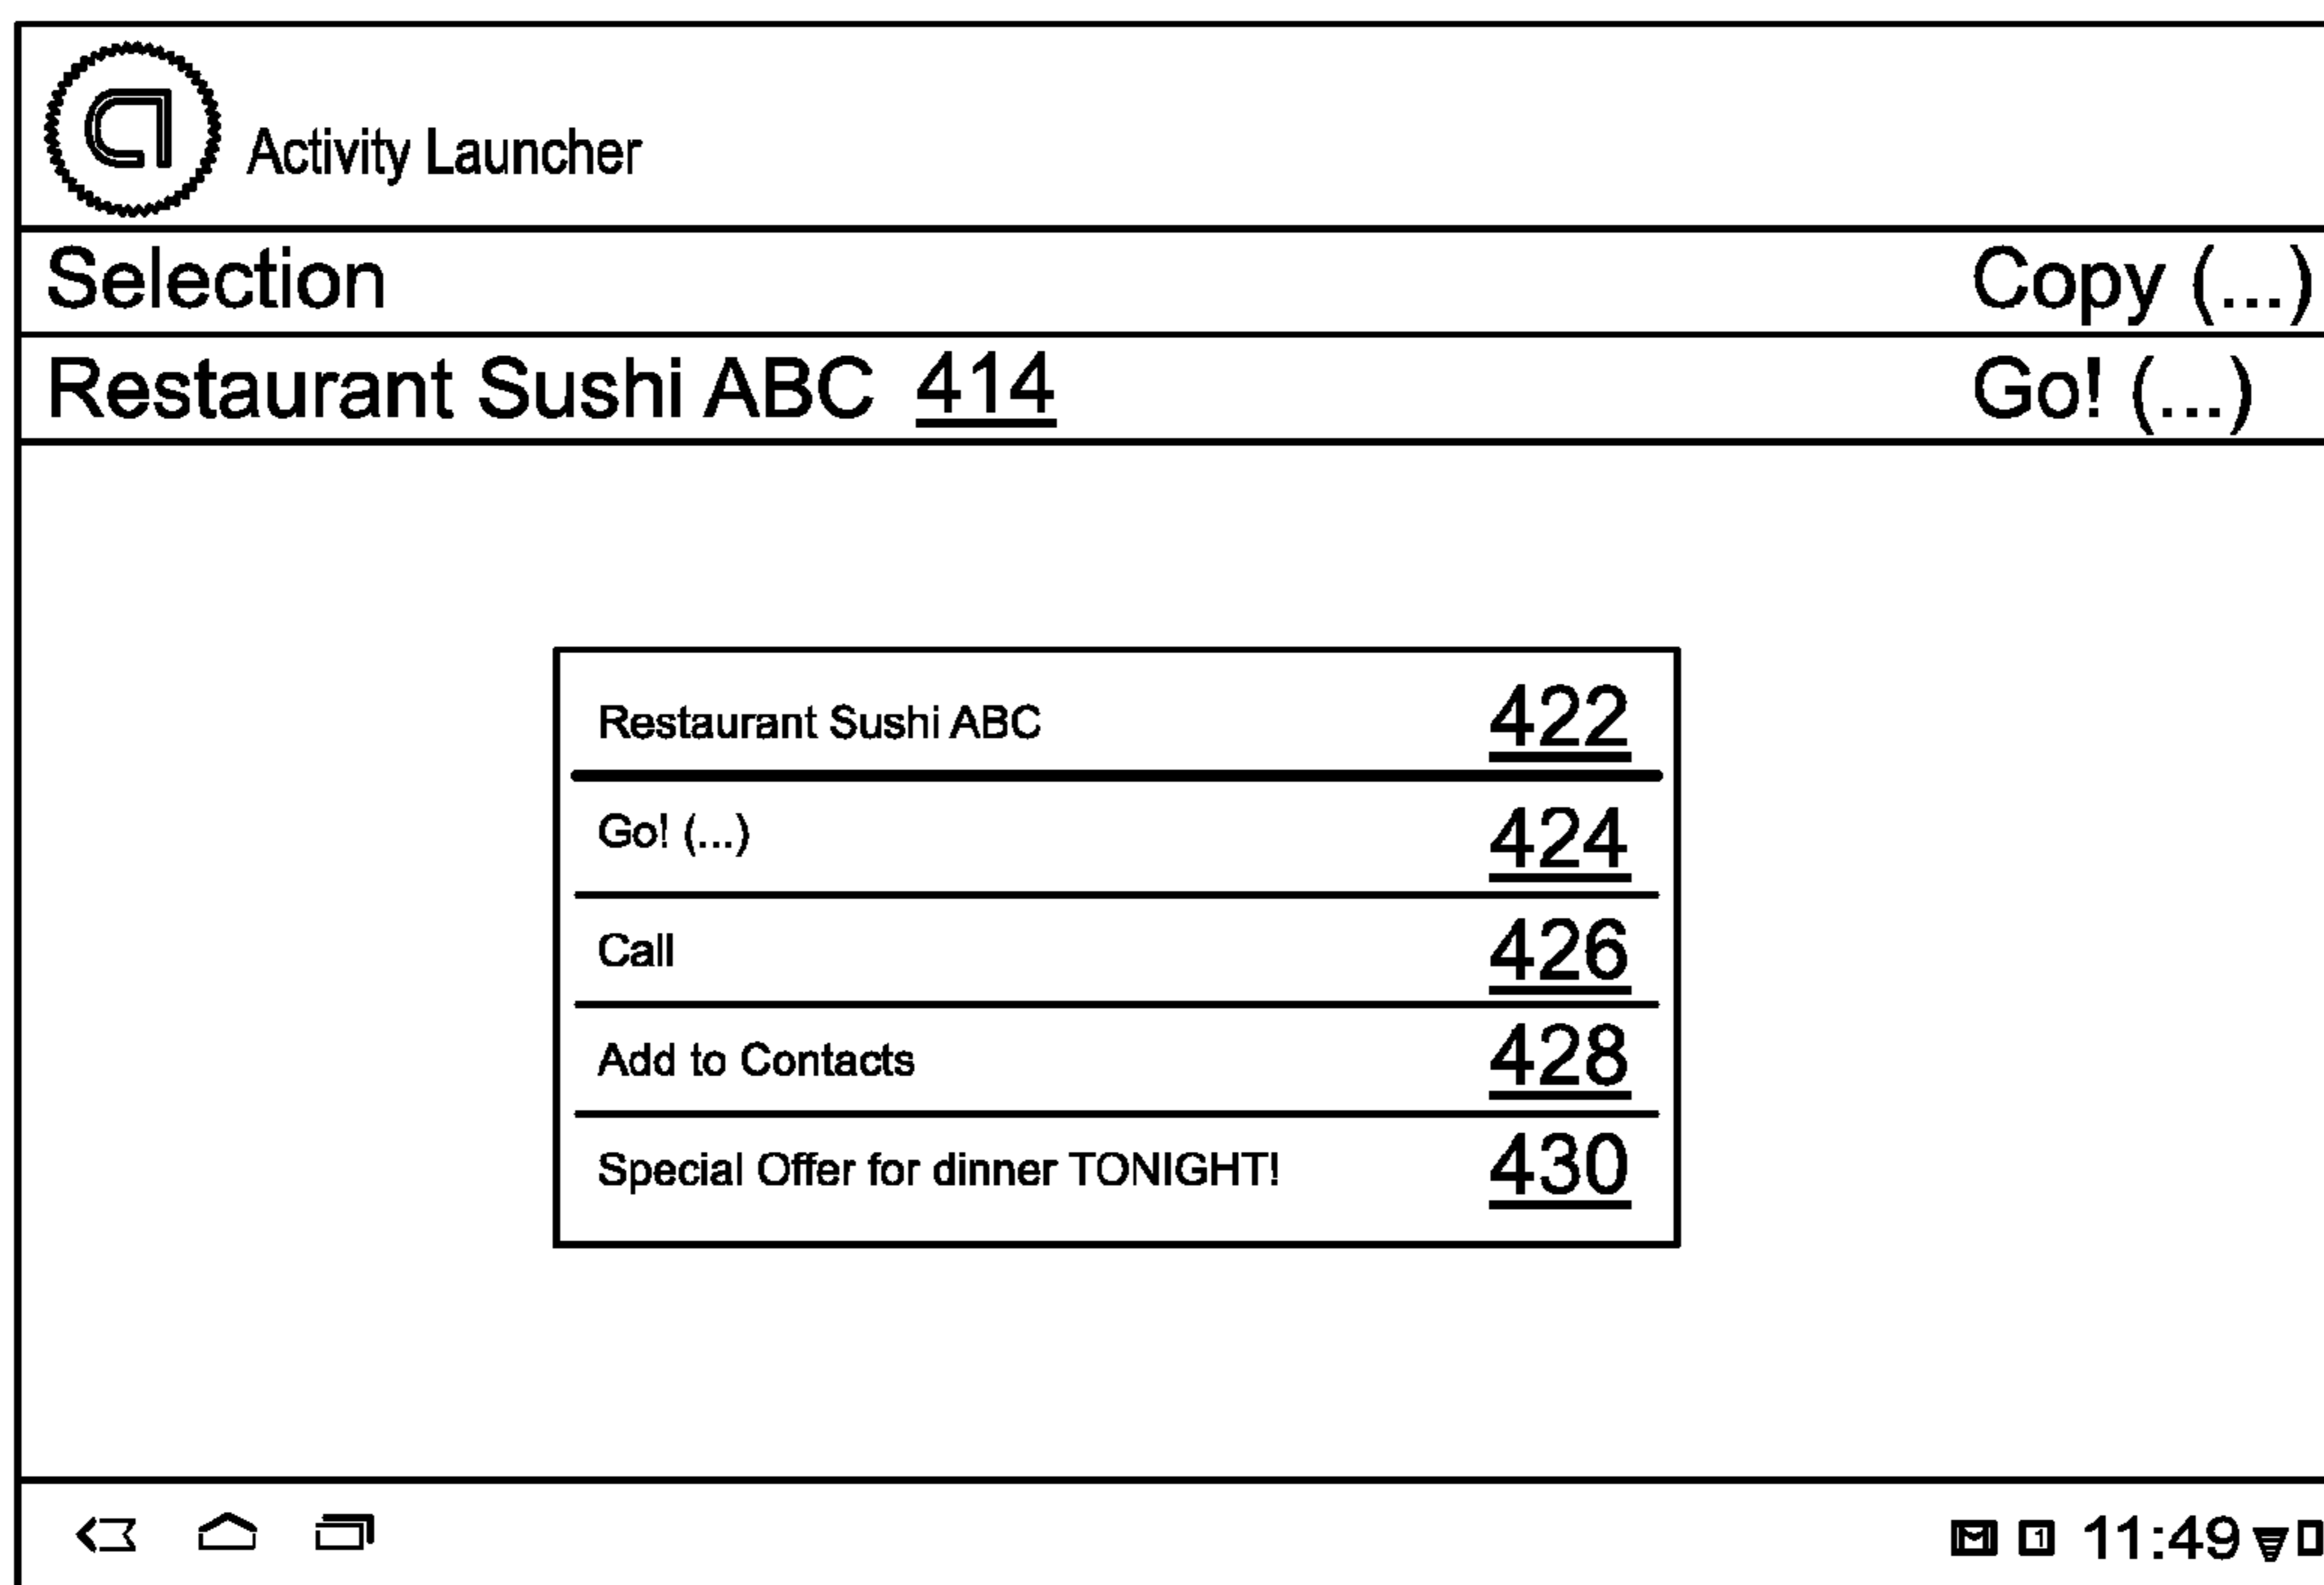 Activity Launcher
Selection Copy (...)
Restaurant Sushi ABC 414 Go! (...)
Restaurant Sushi ABC 422
Go! (...) 424
Call 426
Add to Contacts 428
Special Offer for dinner TONIGHT! 430
1 11:49